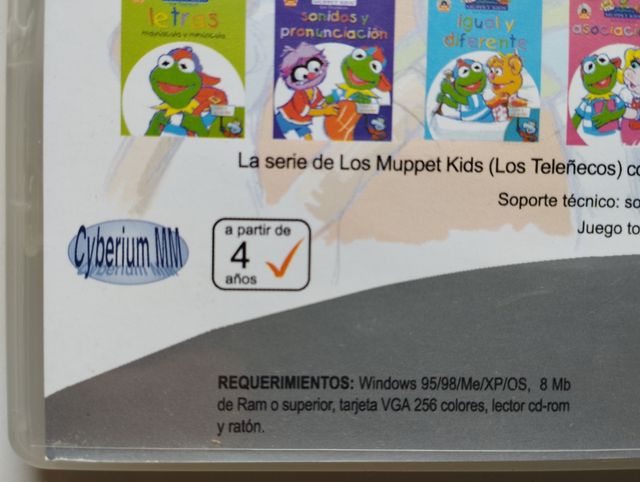 letras
mayúscula y minúscula
sonidos y
pronunciación
igual y
diferente
La serie de Los Muppet Kids (Los Teleñecos)
Soporte técnico:
Juego
Cyberium MM
a partir de
4
años
REQUERIMIENTOS: Windows 95/98/Me/XP/OS, 8 Mb
de Ram o superior, tarjeta VGA 256 colores, lector cd-rom
y ratón.